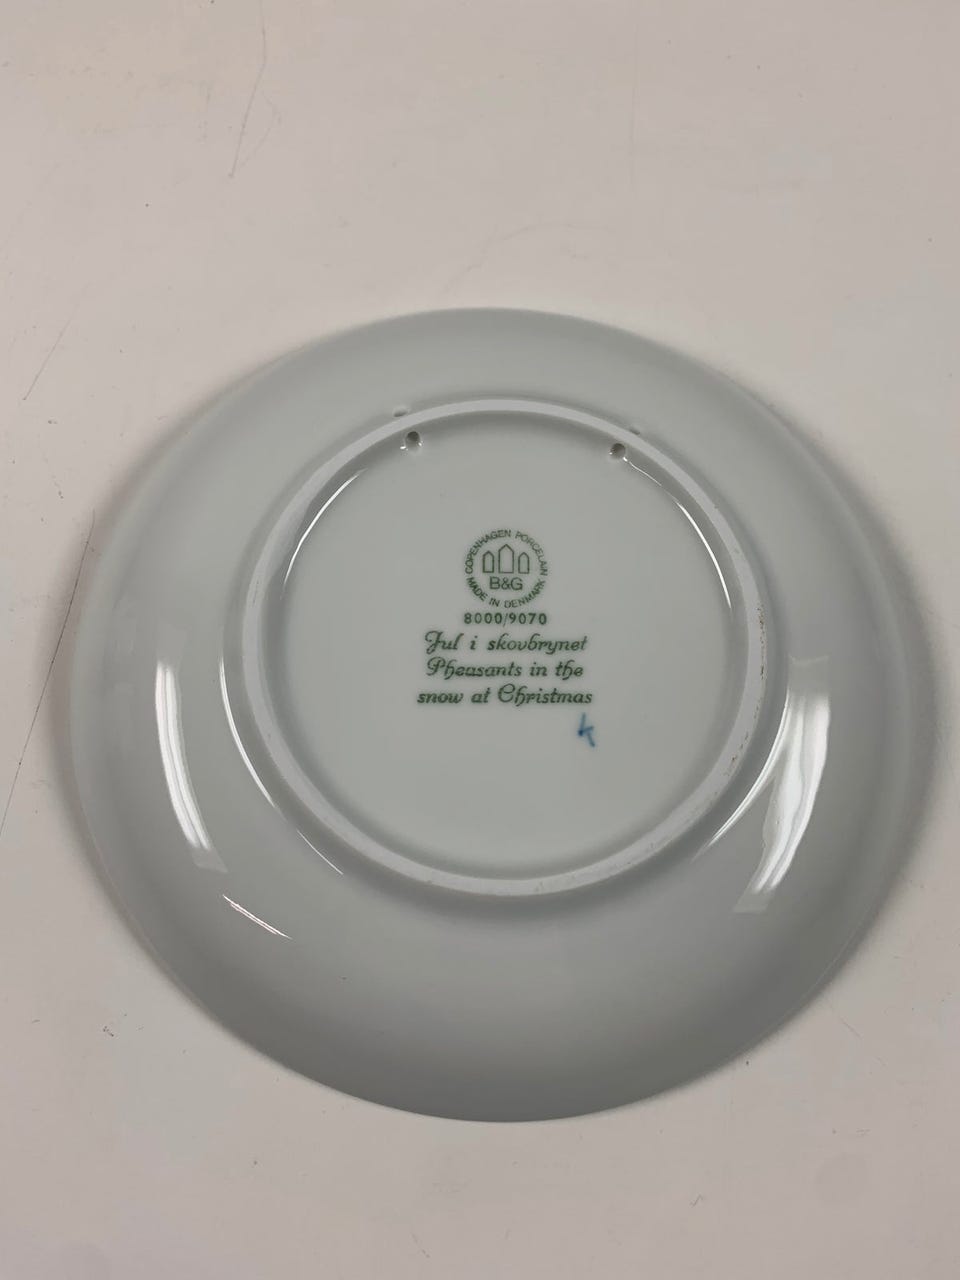 COPENHAGEN PORCELAIN
B&G
MADE IN DENMARK
8000/9070
Jul i skovbrynet
Pheasants in the
snow at Christmas
K